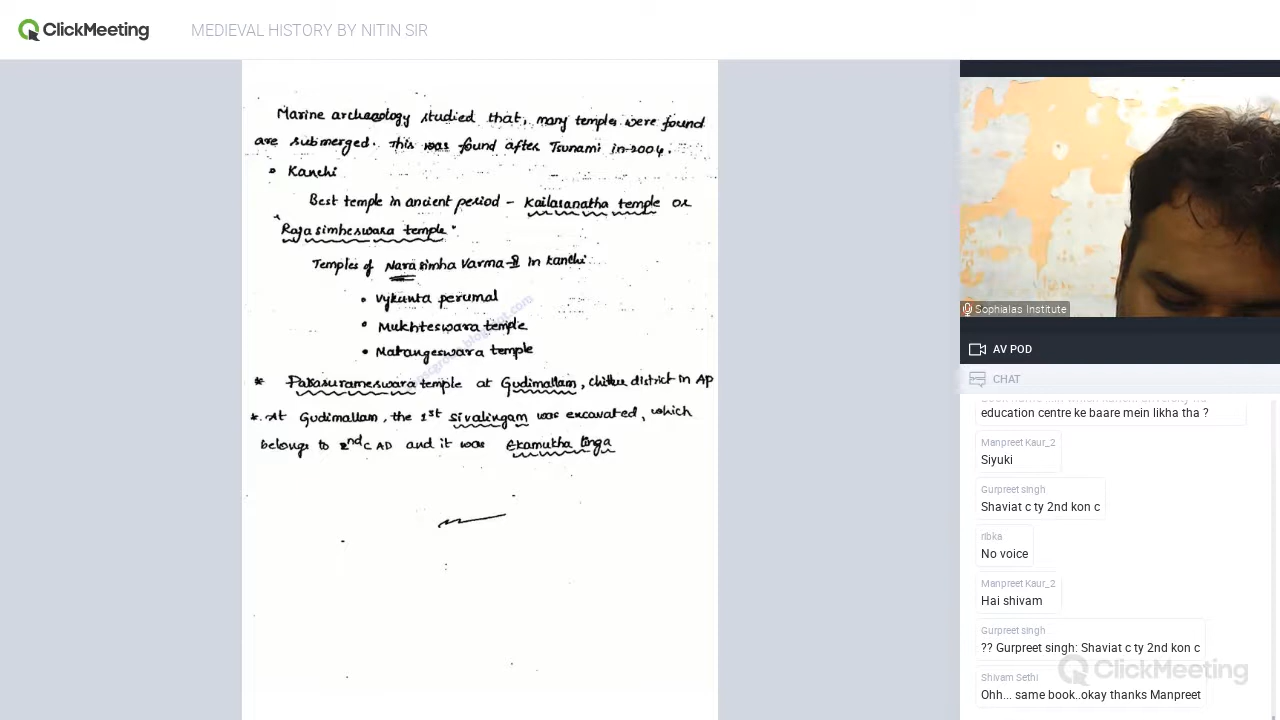 ClickMeeting
MEDIEVAL HISTORY BY NITIN SIR
Marine archaeology studied that, many temples were found
are submerged. This was found after Tsunami in 2004.
• Kanchi
Best temple in ancient period - Kailasanatha temple or
Rajasimheswara temple.
Temples of Narasimha Varma-II in Kanchi
• Vykunta perumal
• Mukhteswara temple
• Matangeswara temple
* Parasurameswara temple at Gudimallam, chittur district in AP
*. At Gudimallam, the 1st sivalingam was excavated, which
belongs to 2nd C AD and it was Ekamukha linga
Sophialas Institute
AV POD
CHAT
education centre ke baare mein likha tha ?
Manpreet Kaur_2
Siyuki
Gurpreet singh
Shaviat c ty 2nd kon c
ribka
No voice
Manpreet Kaur_2
Hai shivam
Gurpreet singh
?? Gurpreet singh: Shaviat c ty 2nd kon c
Shivam Sethi
Ohh... same book..okay thanks Manpreet
ClickMeeting